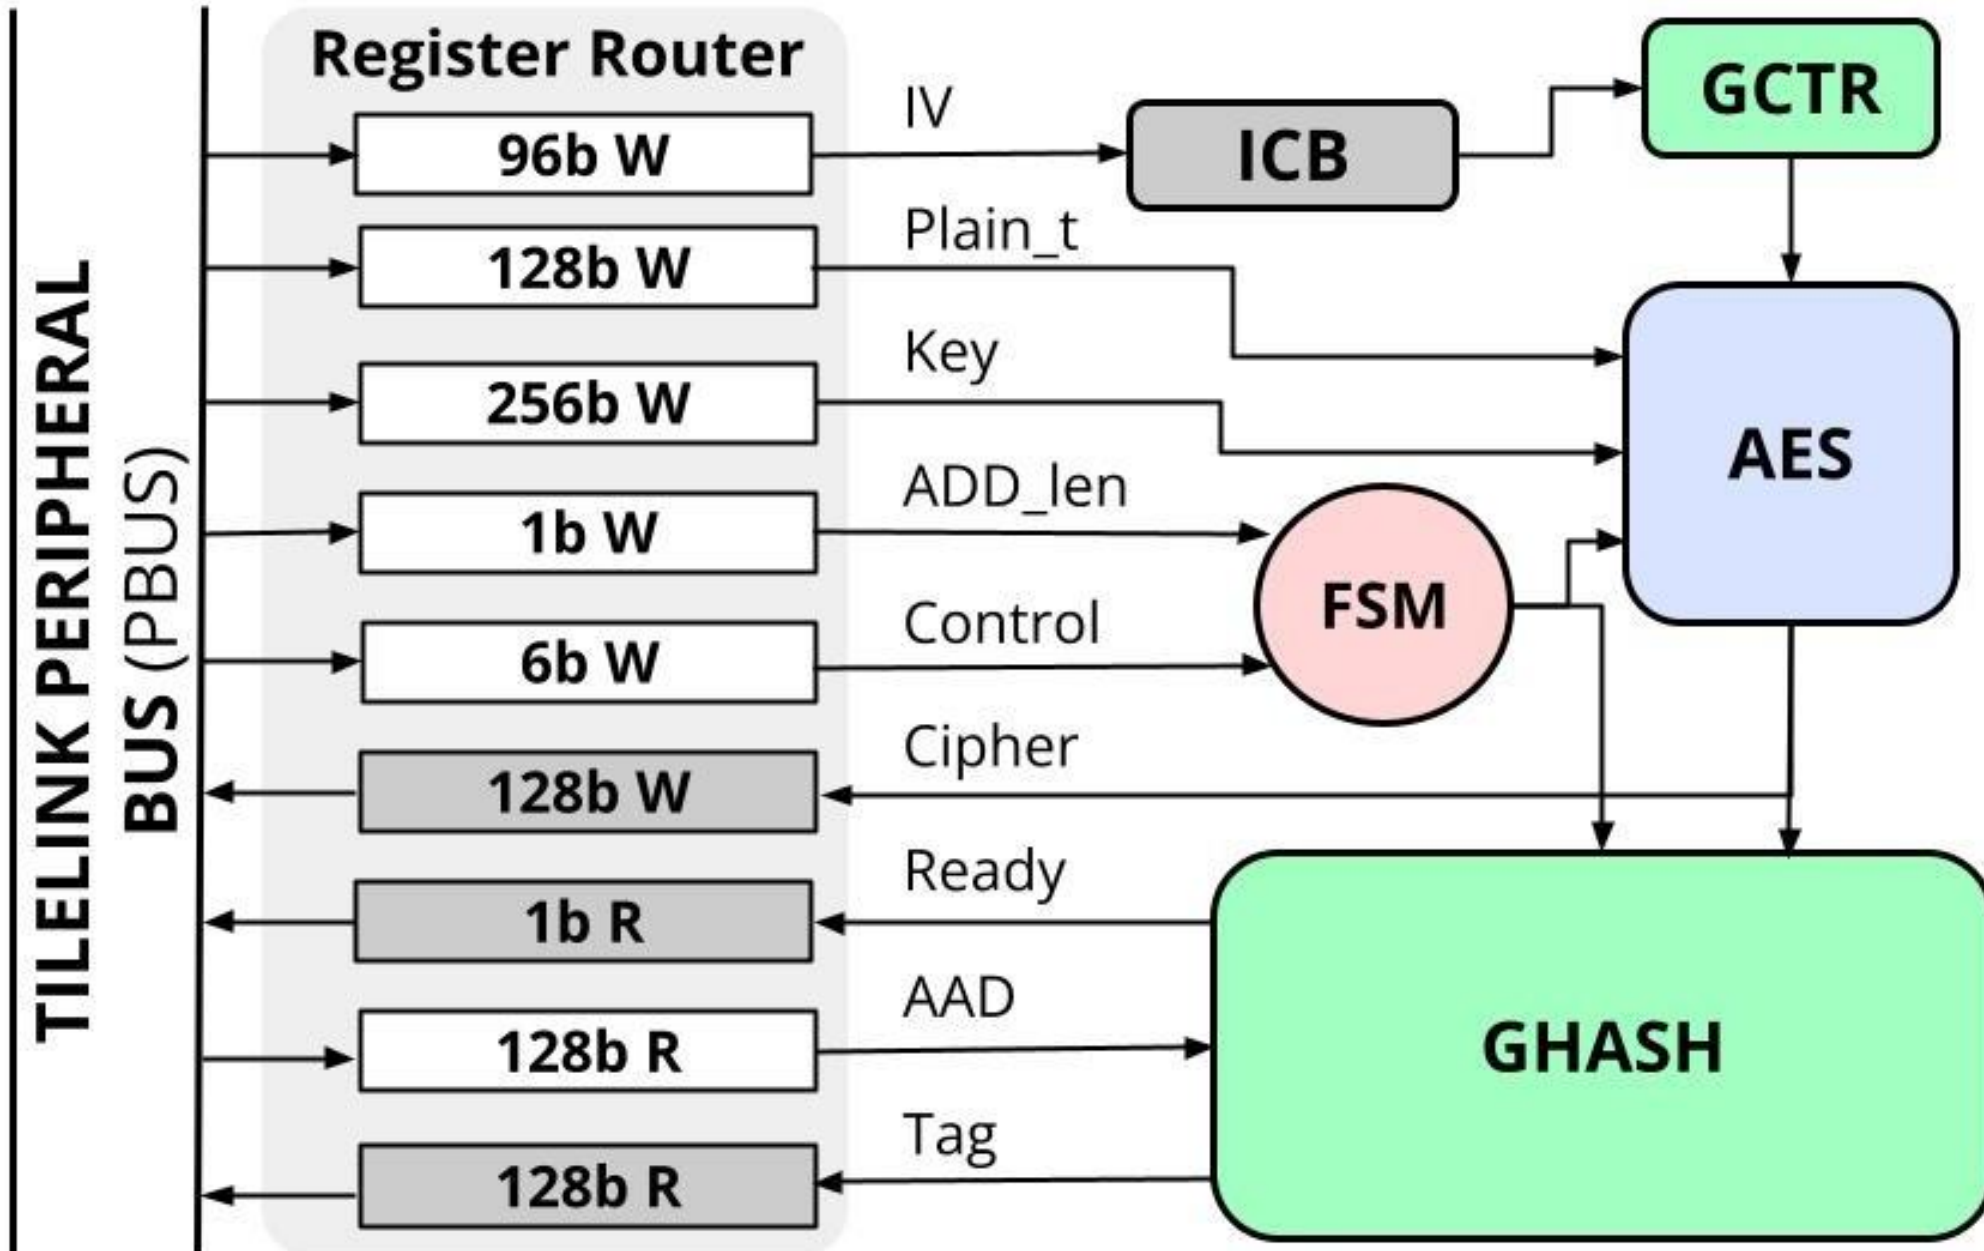 TILELINK PERIPHERAL
BUS (PBUS)
Register Router
96b W
128b W
256b W
1b W
6b W
128b W
1b R
128b R
128b R
IV
Plain_t
Key
ADD_len
Control
Cipher
Ready
AAD
Tag
ICB
GCTR
AES
FSM
GHASH